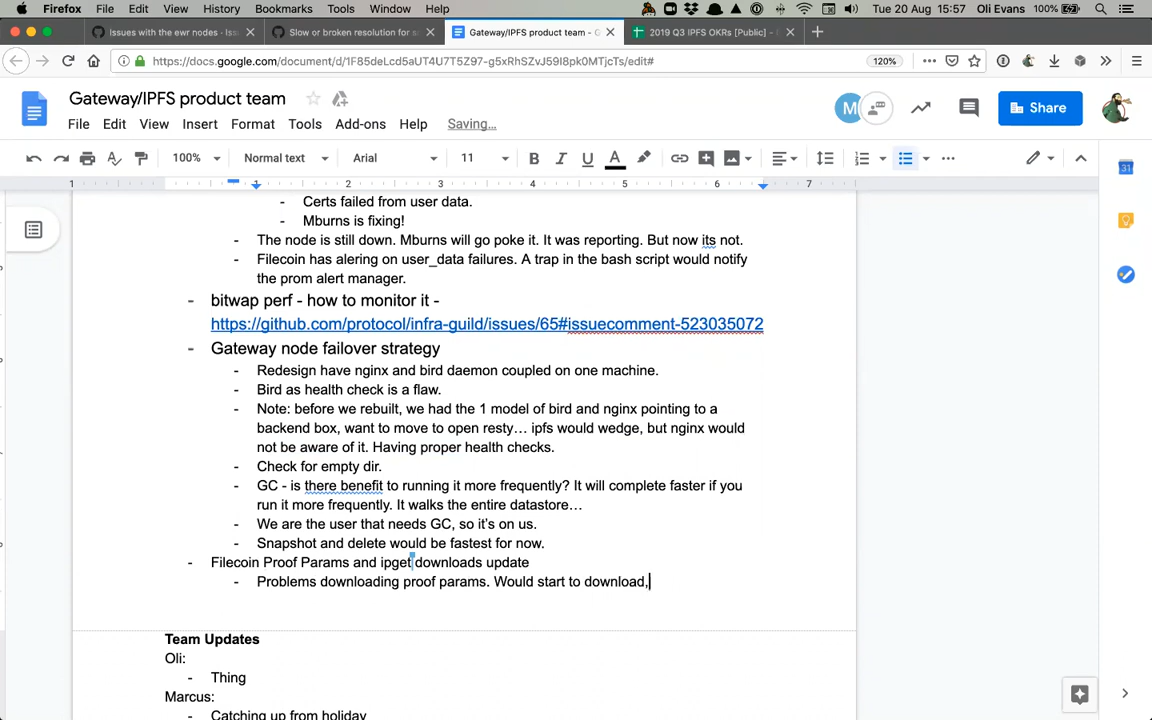 Firefox File Edit View History Bookmarks Tools Window Help Tue 20 Aug 15:57 Oli Evans 100%
Issues with the ewr nodes · Iss Slow or broken resolution for s Gateway/IPFS product team - G 2019 Q3 IPFS OKRs [Public] -
https://docs.google.com/document/d/1F85deLcd5aUT4U7T5Z97-g5xRhSZvJ59I8pk0MTjcTs/edit# 120%
Gateway/IPFS product team
M Share
File Edit View Insert Format Tools Add-ons Help Saving…
100% Normal text Arial 11 B I U A
1 1 2 3 4 5 6 7
- Certs failed from user data.
- Mburns is fixing!
- The node is still down. Mburns will go poke it. It was reporting. But now its not.
- Filecoin has alering on user_data failures. A trap in the bash script would notify
the prom alert manager.
- bitwap perf - how to monitor it -
https://github.com/protocol/infra-guild/issues/65#issuecomment-523035072
- Gateway node failover strategy
- Redesign have nginx and bird daemon coupled on one machine.
- Bird as health check is a flaw.
- Note: before we rebuilt, we had the 1 model of bird and nginx pointing to a
backend box, want to move to open resty… ipfs would wedge, but nginx would
not be aware of it. Having proper health checks.
- Check for empty dir.
- GC - is there benefit to running it more frequently? It will complete faster if you
run it more frequently. It walks the entire datastore…
- We are the user that needs GC, so it's on us.
- Snapshot and delete would be fastest for now.
- Filecoin Proof Params and ipget downloads update
- Problems downloading proof params. Would start to download,
Team Updates
Oli:
- Thing
Marcus:
- Catching up from holiday
31